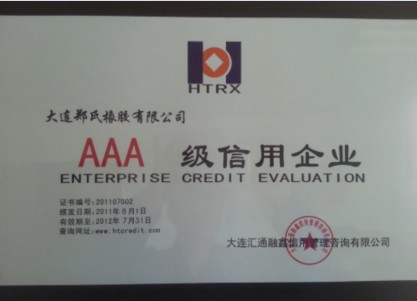 HTRX
大连郑氏橡胶有限公司
AAA 级信用企业
ENTERPRISE CREDIT EVALUATION
证书编号:201107002
颁发日期:2011年8月1日
有效期至:2012年7月31日
查询网址:www.htcredit.com
大连汇通融鑫信用管理咨询有限公司